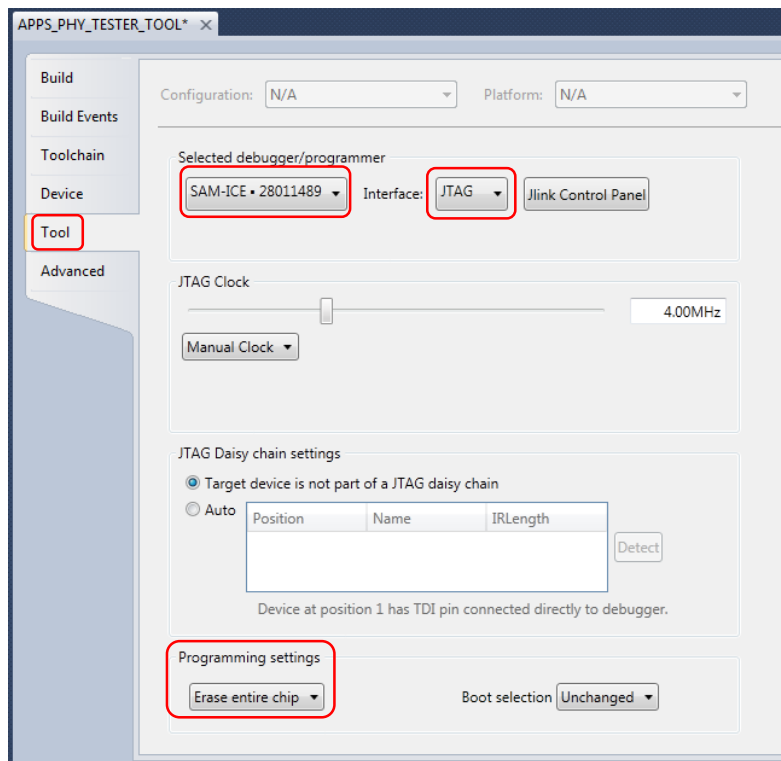 APPS_PHY_TESTER_TOOL* ×
Build
Build Events
Toolchain
Device
Tool
Advanced
Configuration: N/A Platform: N/A
Selected debugger/programmer
SAM-ICE • 28011489 Interface: JTAG Jlink Control Panel
JTAG Clock
4.00MHz
Manual Clock
JTAG Daisy chain settings
Target device is not part of a JTAG daisy chain
Auto Position Name IRLength
Detect
Device at position 1 has TDI pin connected directly to debugger.
Programming settings
Erase entire chip Boot selection Unchanged